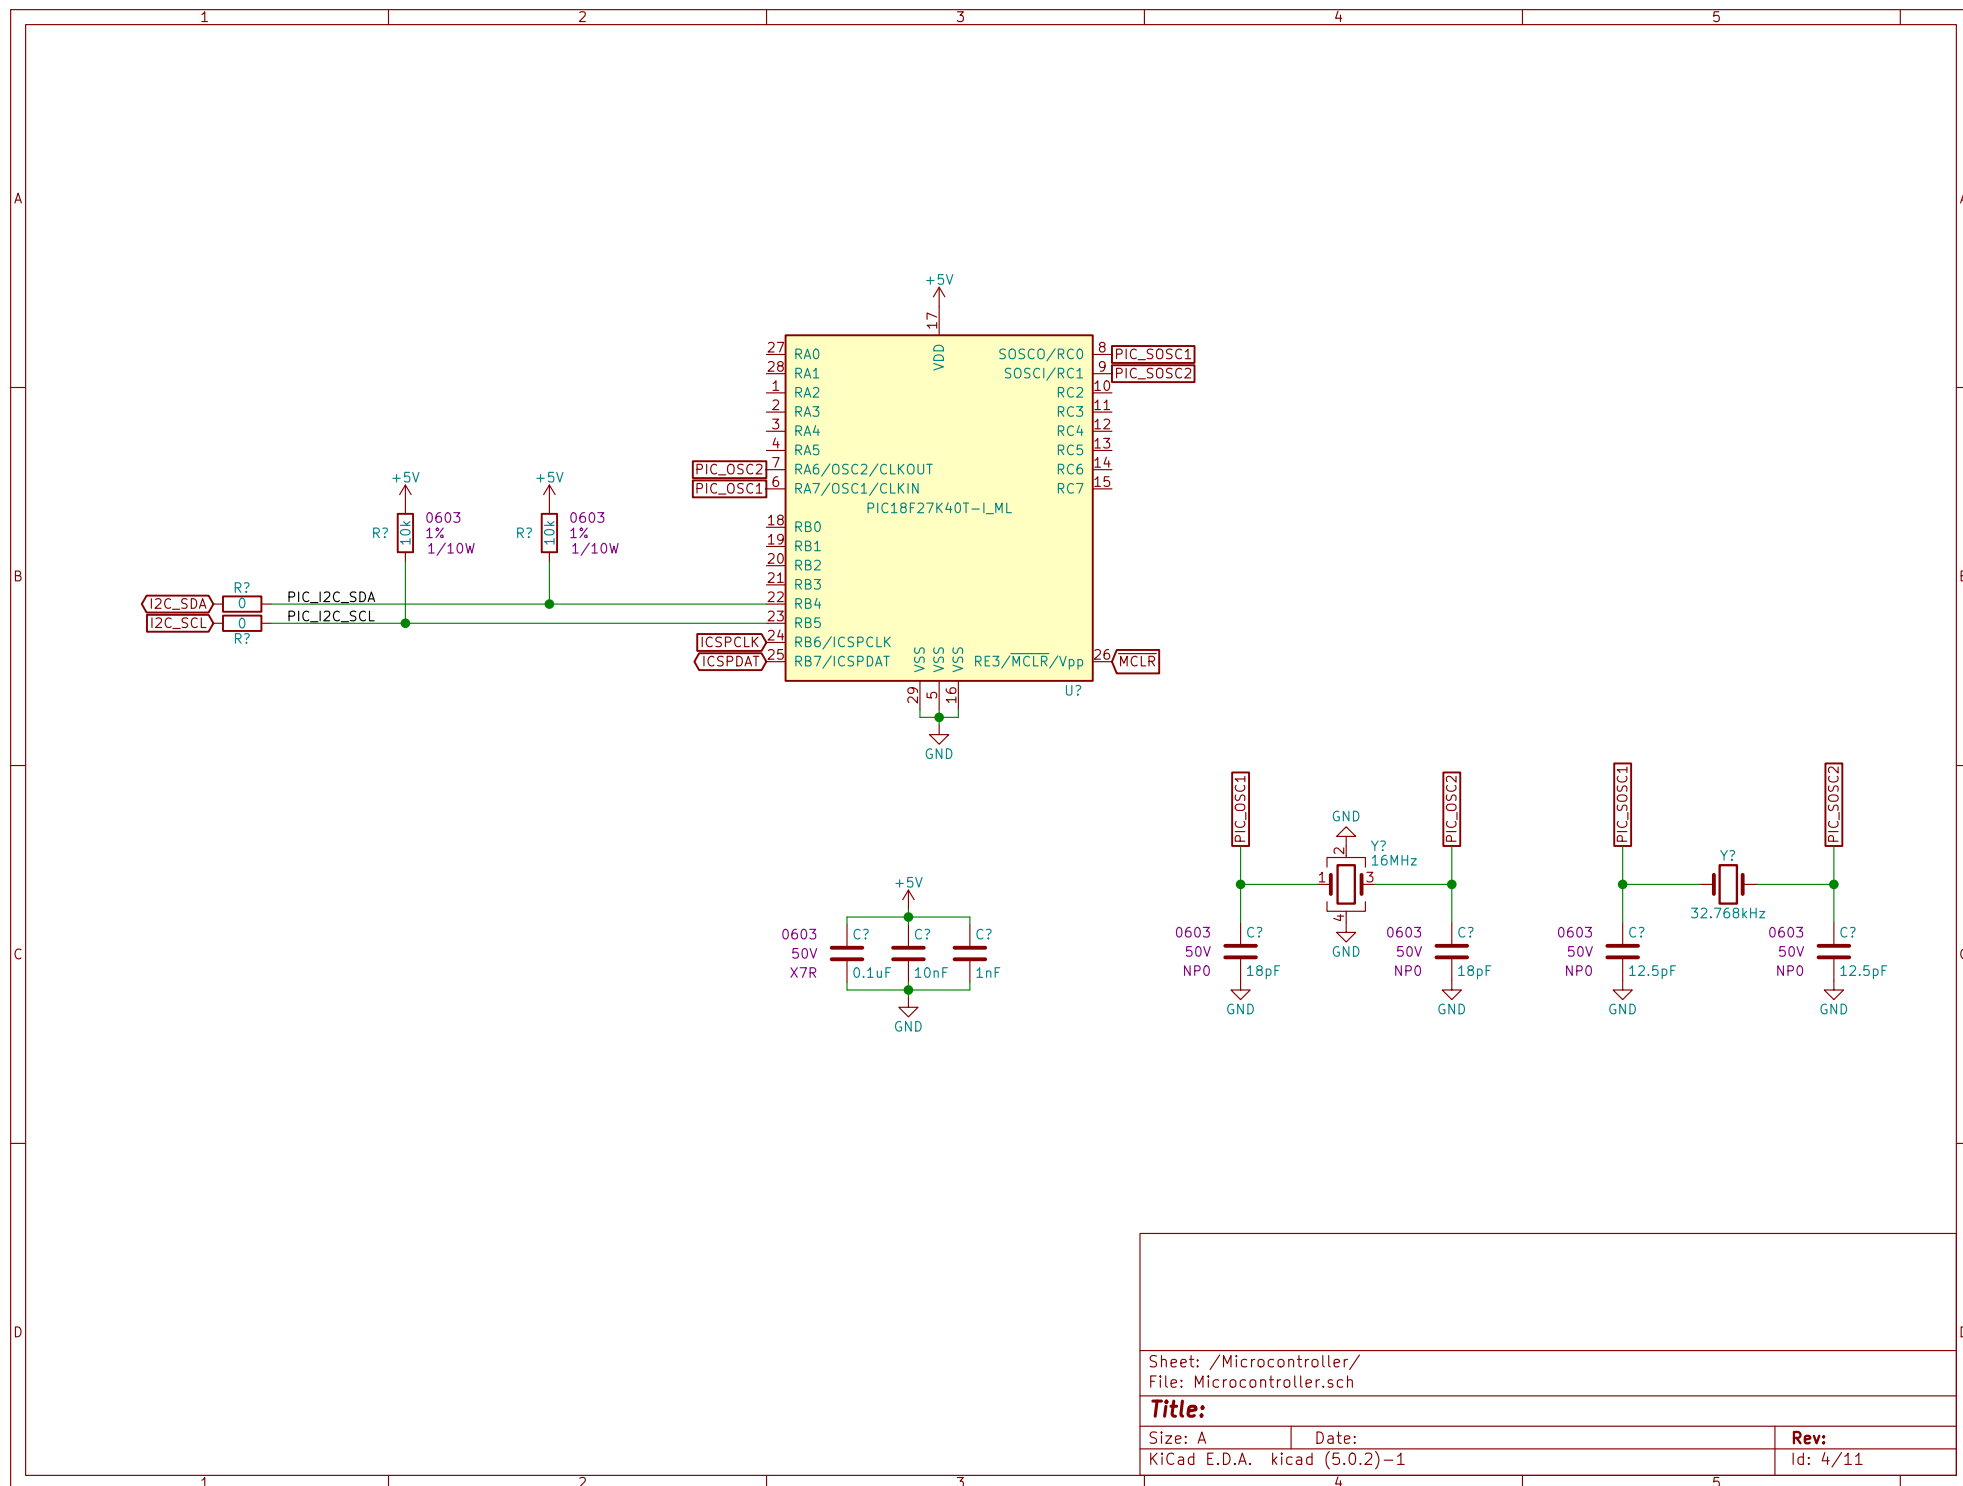 1 2 3 4 5
A
B
C
D
+5V
17
VDD
27 RA0
28 RA1
1 RA2
2 RA3
3 RA4
4 RA5
PIC_OSC2 7 RA6/OSC2/CLKOUT
PIC_OSC1 6 RA7/OSC1/CLKIN
PIC18F27K40T-I_ML
18 RB0
19 RB1
20 RB2
21 RB3
22 RB4
23 RB5
ICSPCLK 24 RB6/ICSPCLK
ICSPDAT 25 RB7/ICSPDAT
SOSCO/RC0 8 PIC_SOSC1
SOSCI/RC1 9 PIC_SOSC2
RC2 10
RC3 11
RC4 12
RC5 13
RC6 14
RC7 15
RE3/MCLR/Vpp 26 MCLR
VSS VSS VSS
29 5 16
U?
GND
+5V
R? 10k
0603
1%
1/10W
+5V
R? 10k
0603
1%
1/10W
R?
I2C_SDA 0 PIC_I2C_SDA
I2C_SCL 0 PIC_I2C_SCL
R?
+5V
0603
50V
X7R
C? C? C?
0.1uF 10nF 1nF
GND
PIC_OSC1
PIC_OSC2
GND
2
Y?
16MHz
1 3
4
GND
0603
50V
NP0
C?
18pF
GND
0603
50V
NP0
C?
18pF
GND
PIC_SOSC1
PIC_SOSC2
Y?
32.768kHz
0603
50V
NP0
C?
12.5pF
GND
0603
50V
NP0
C?
12.5pF
GND
Sheet: /Microcontroller/
File: Microcontroller.sch
Title:
Size: A Date: Rev:
KiCad E.D.A. kicad (5.0.2)-1 Id: 4/11
1 2 3 4 5